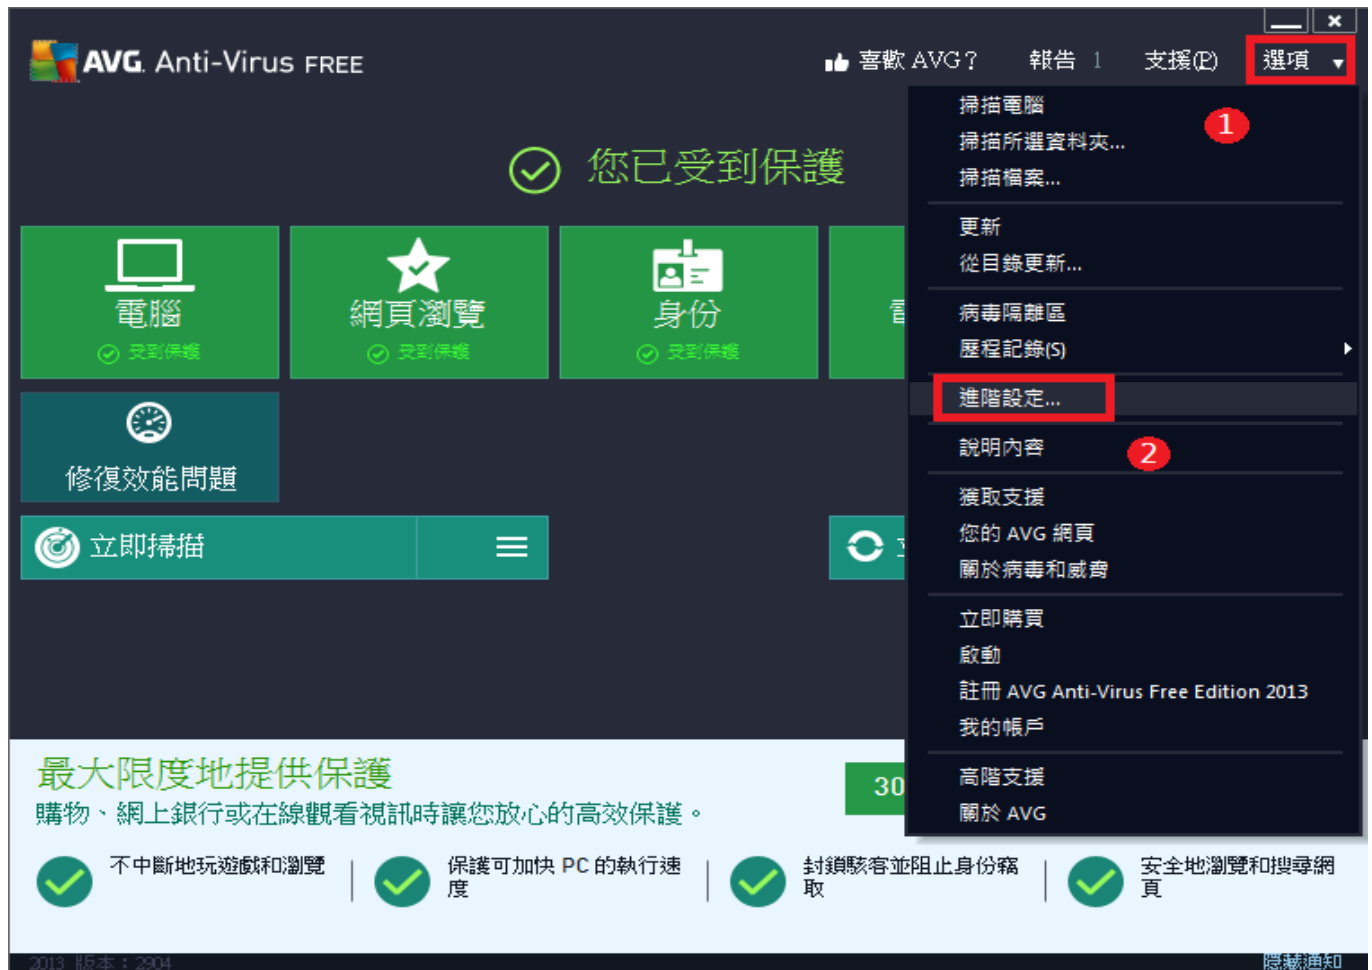 AVG. Anti-Virus FREE
喜歡 AVG?
報告 1
支援(P)
選項
您已受到保護
電腦
受到保護
網頁瀏覽
受到保護
身份
受到保護
修復效能問題
立即掃描
掃描電腦
1
掃描所選資料夾...
掃描檔案...
更新
從目錄更新...
病毒隔離區
歷程記錄(S)
進階設定...
說明內容
2
獲取支援
您的 AVG 網頁
關於病毒和威脅
立即購買
啟動
註冊 AVG Anti-Virus Free Edition 2013
我的帳戶
高階支援
關於 AVG
最大限度地提供保護
30
購物、網上銀行或在線觀看視訊時讓您放心的高效保護。
不中斷地玩遊戲和瀏覽
保護可加快 PC 的執行速
度
封鎖駭客並阻止身份竊
取
安全地瀏覽和搜尋網
頁
2013 版本：2904
隱藏通知